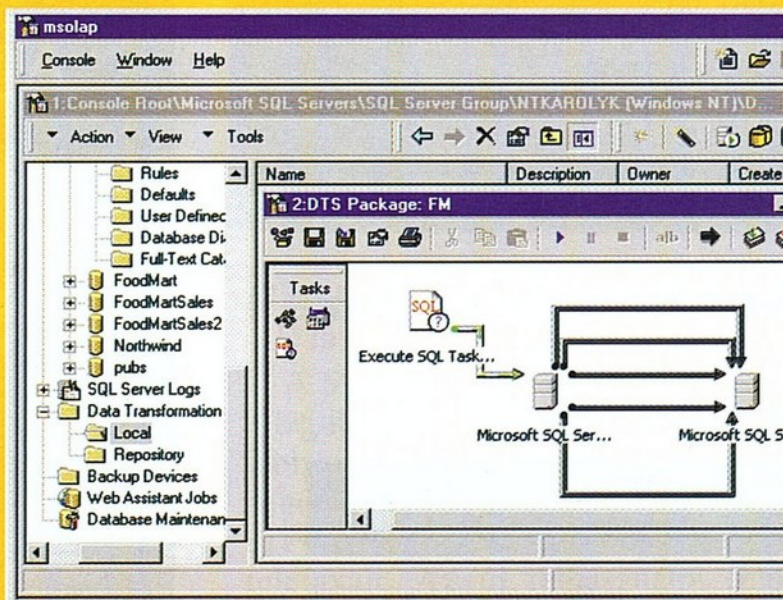 msolap
Console Window Help
1:Console Root\Microsoft SQL Servers\SQL Server Group\NTKAROLYK (Windows NT)\D...
Action View Tools
Rules
Defaults
User Definec
Database Di
Full-Text Cat
FoodMart
FoodMartSales
FoodMartSales2
Northwind
pubs
SQL Server Logs
Data Transformation
Local
Repository
Backup Devices
Web Assistant Jobs
Database Maintenan
Name Description Owner Create
2:DTS Package: FM
a|b
Tasks
SQL
Execute SQL Task...
Microsoft SQL Ser...
Microsoft SQL S